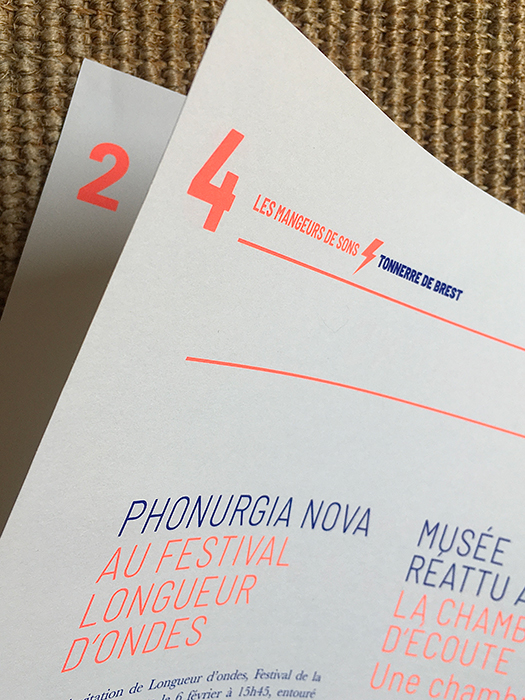 2
4
LES MANGEURS DE SONS TONNERRE DE BREST
PHONURGIA NOVA
AU FESTIVAL
LONGUEUR
D'ONDES
Longueur d'ondes, Festival de la
6 février à 15h45, entouré
MUSÉE
RÉATTU A
LA CHAMB
D'ÉCOUTE
Une chamb